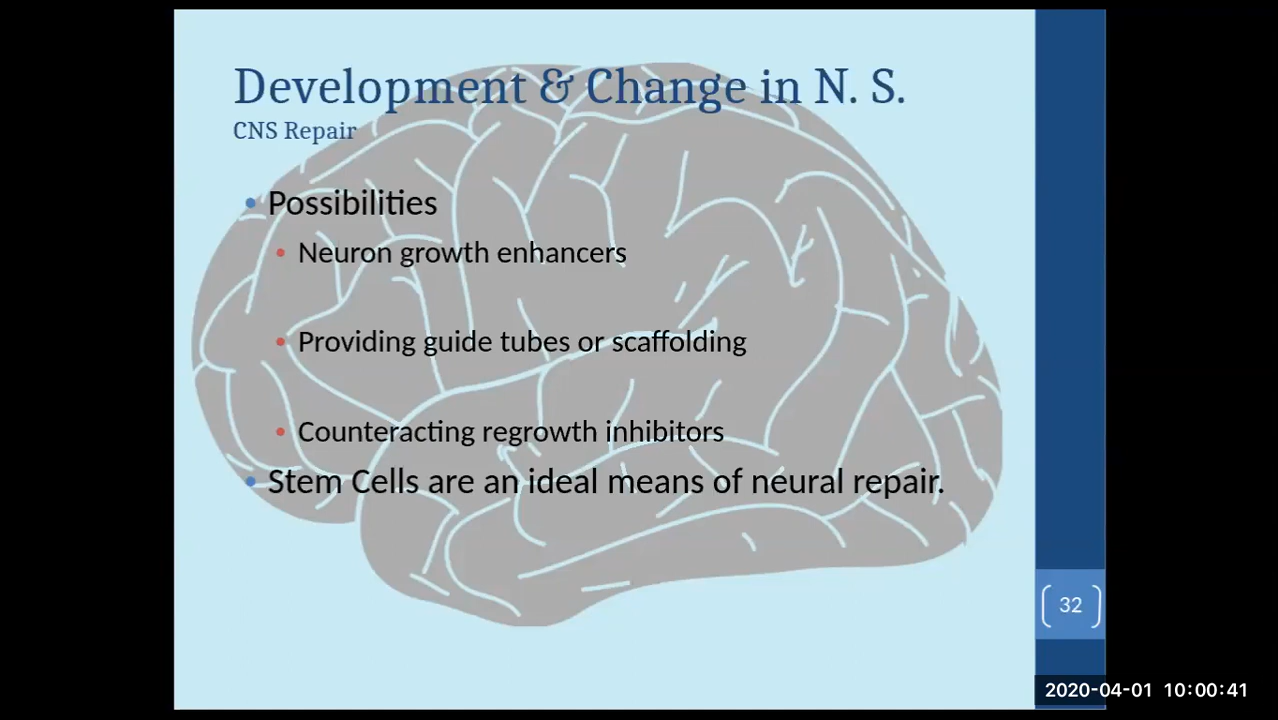 Development & Change in N. S.
CNS Repair
• Possibilities
• Neuron growth enhancers
• Providing guide tubes or scaffolding
• Counteracting regrowth inhibitors
• Stem Cells are an ideal means of neural repair.
32
2020-04-01 10:00:41